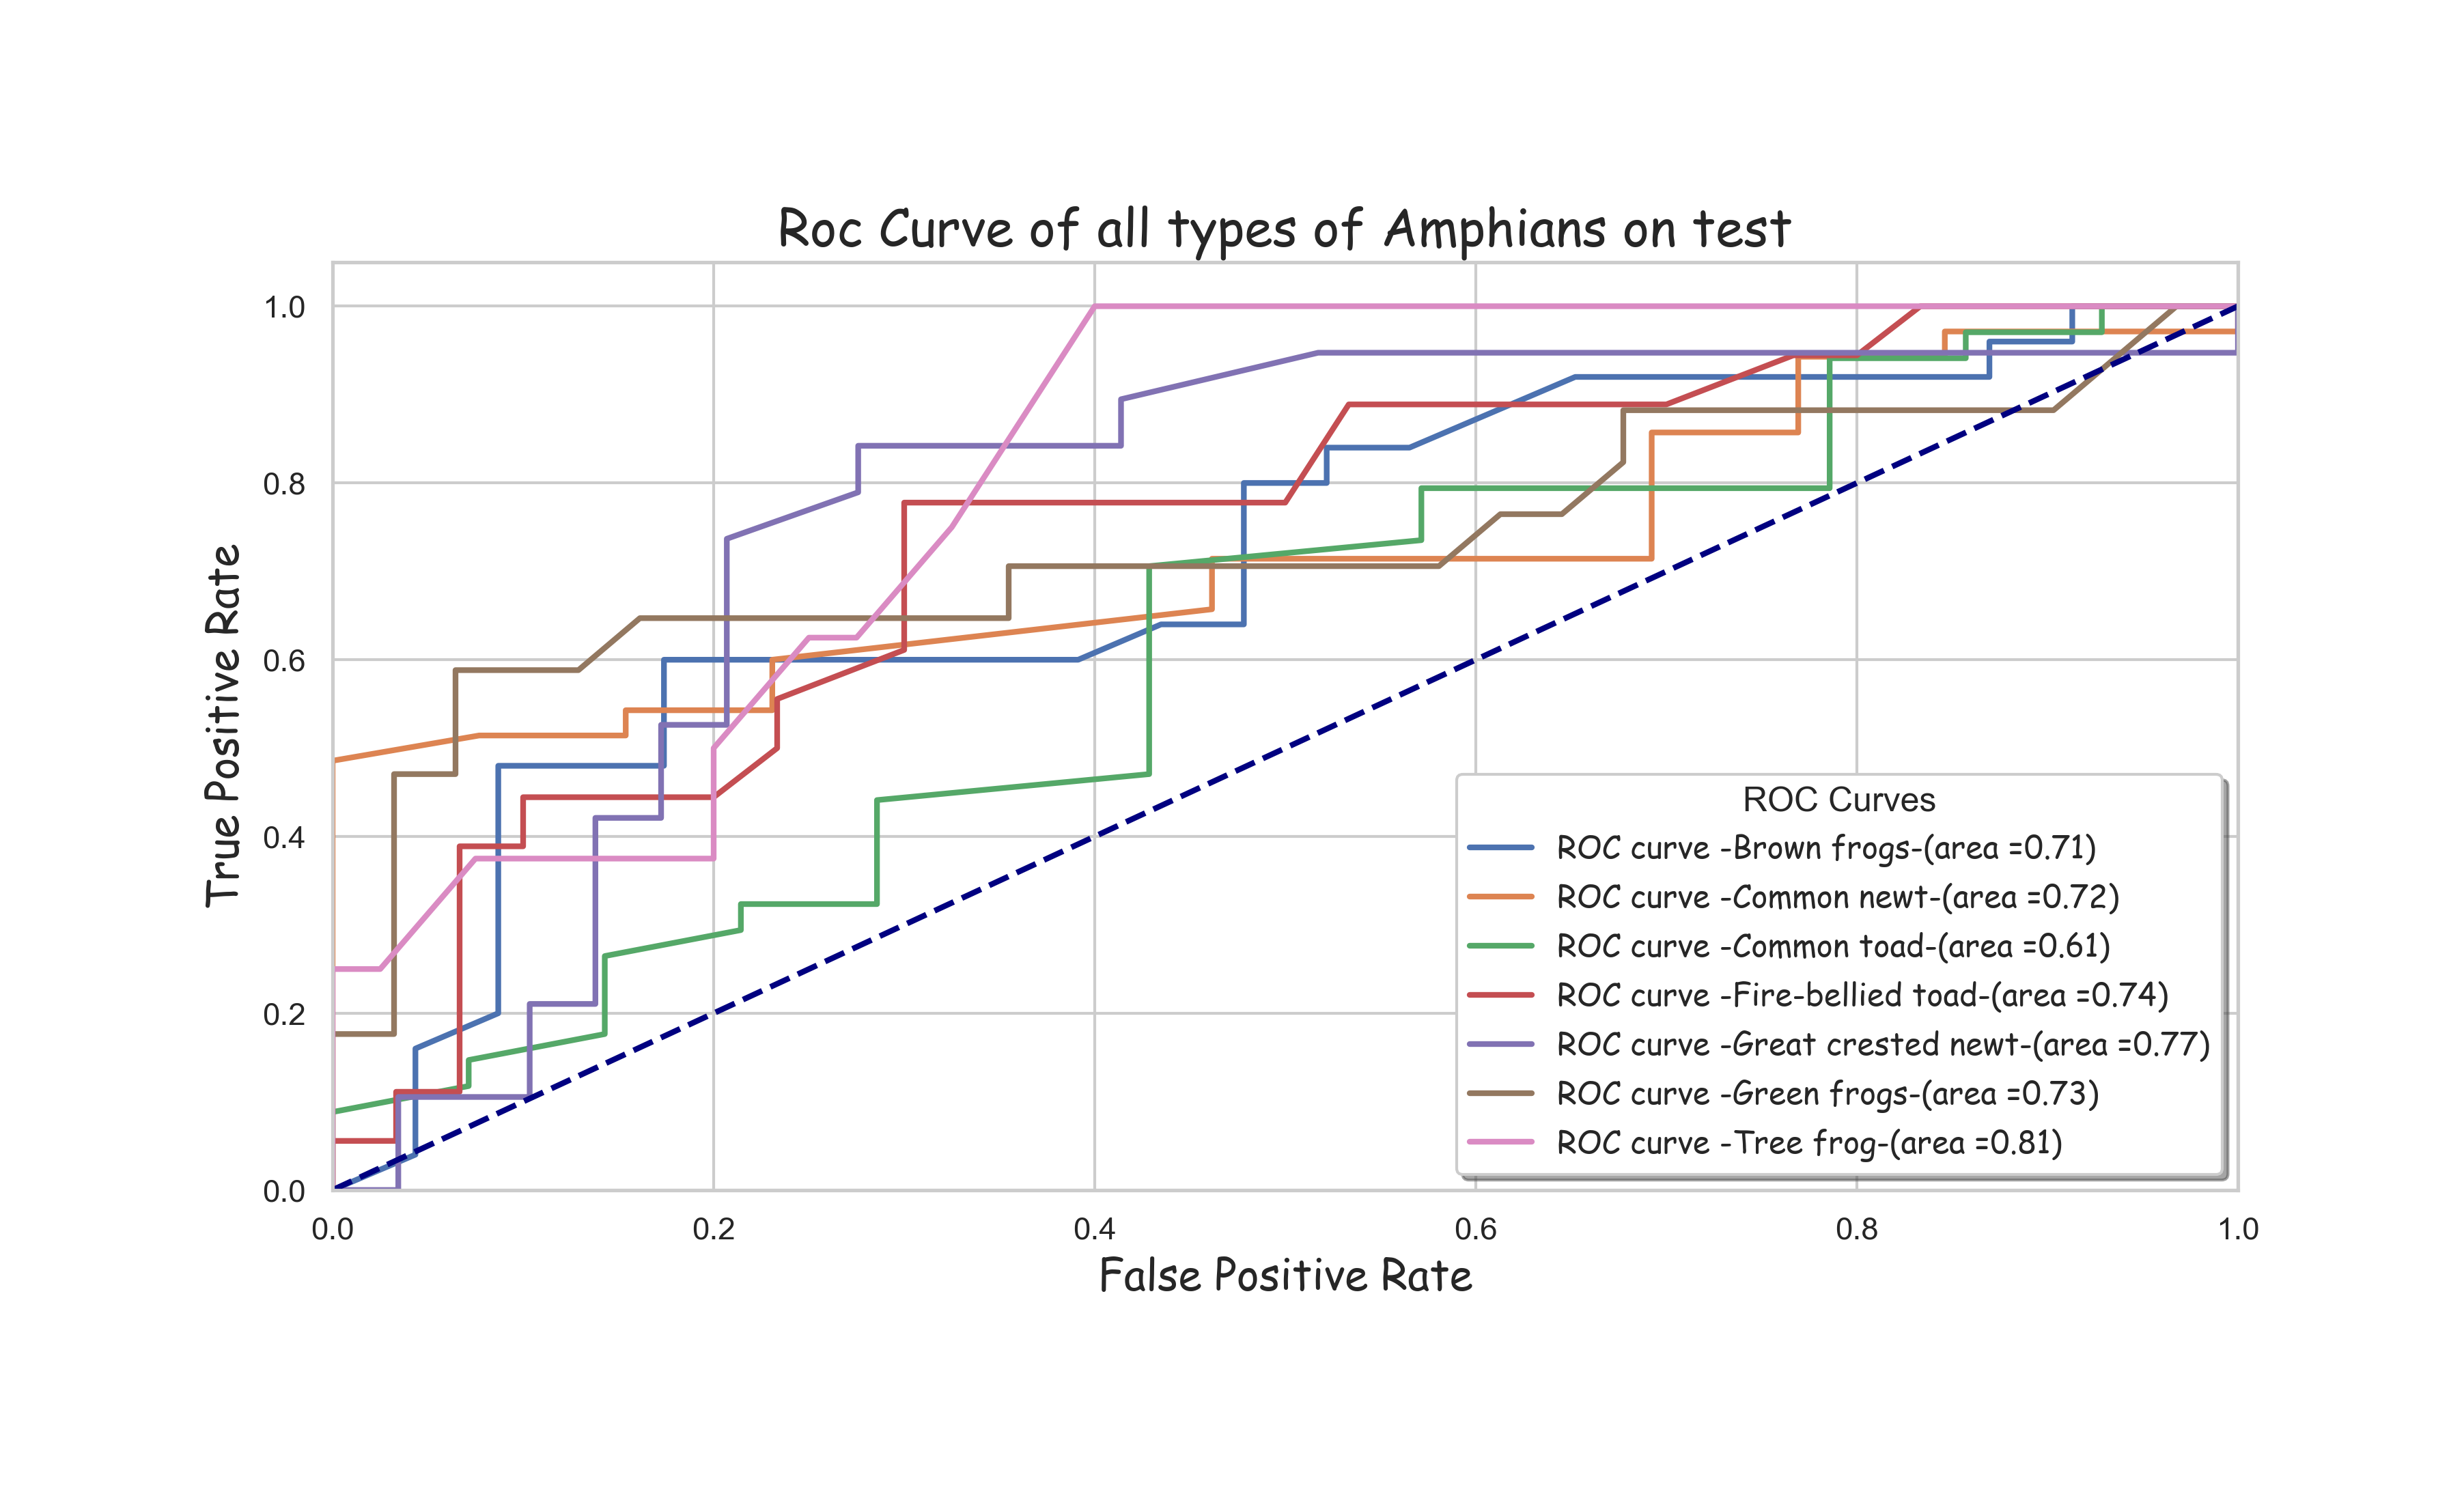 Roc Curve of all types of Amphians on test
True Positive Rate
1.0
0.8
0.6
0.4
0.2
0.0
ROC Curves
ROC curve -Brown frogs-(area =0.71)
ROC curve -Common newt-(area =0.72)
ROC curve -Common toad-(area =0.61)
ROC curve -Fire-bellied toad-(area =0.74)
ROC curve -Great crested newt-(area =0.77)
ROC curve -Green frogs-(area =0.73)
ROC curve -Tree frog-(area =0.81)
0.0 0.2 0.4 0.6 0.8 1.0
False Positive Rate